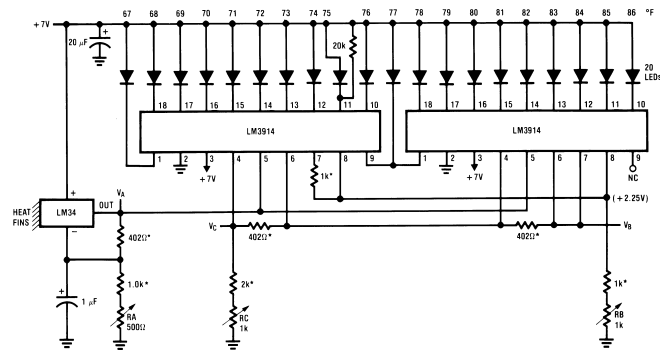 67 68 69 70 71 72 73 74 75 76 77 78 79 80 81 82 83 84 85 86 °F
+7V
20 µF
+
20k
20
LEDs
18 17 16 15 14 13 12 11 10 18 17 16 15 14 13 12 11 10
LM3914 LM3914
1 2 3 4 5 6 7 8 9 1 2 3 4 5 6 7 8 9
+7V +7V NC
1k*
VA
(+2.25V)
+
OUT
LM34
HEAT
FINS
−
402Ω*
VC VB
402Ω* 402Ω*
+
1 µF
1.0k* 2k* 1k*
RA
500Ω
RC
1k
RB
1k